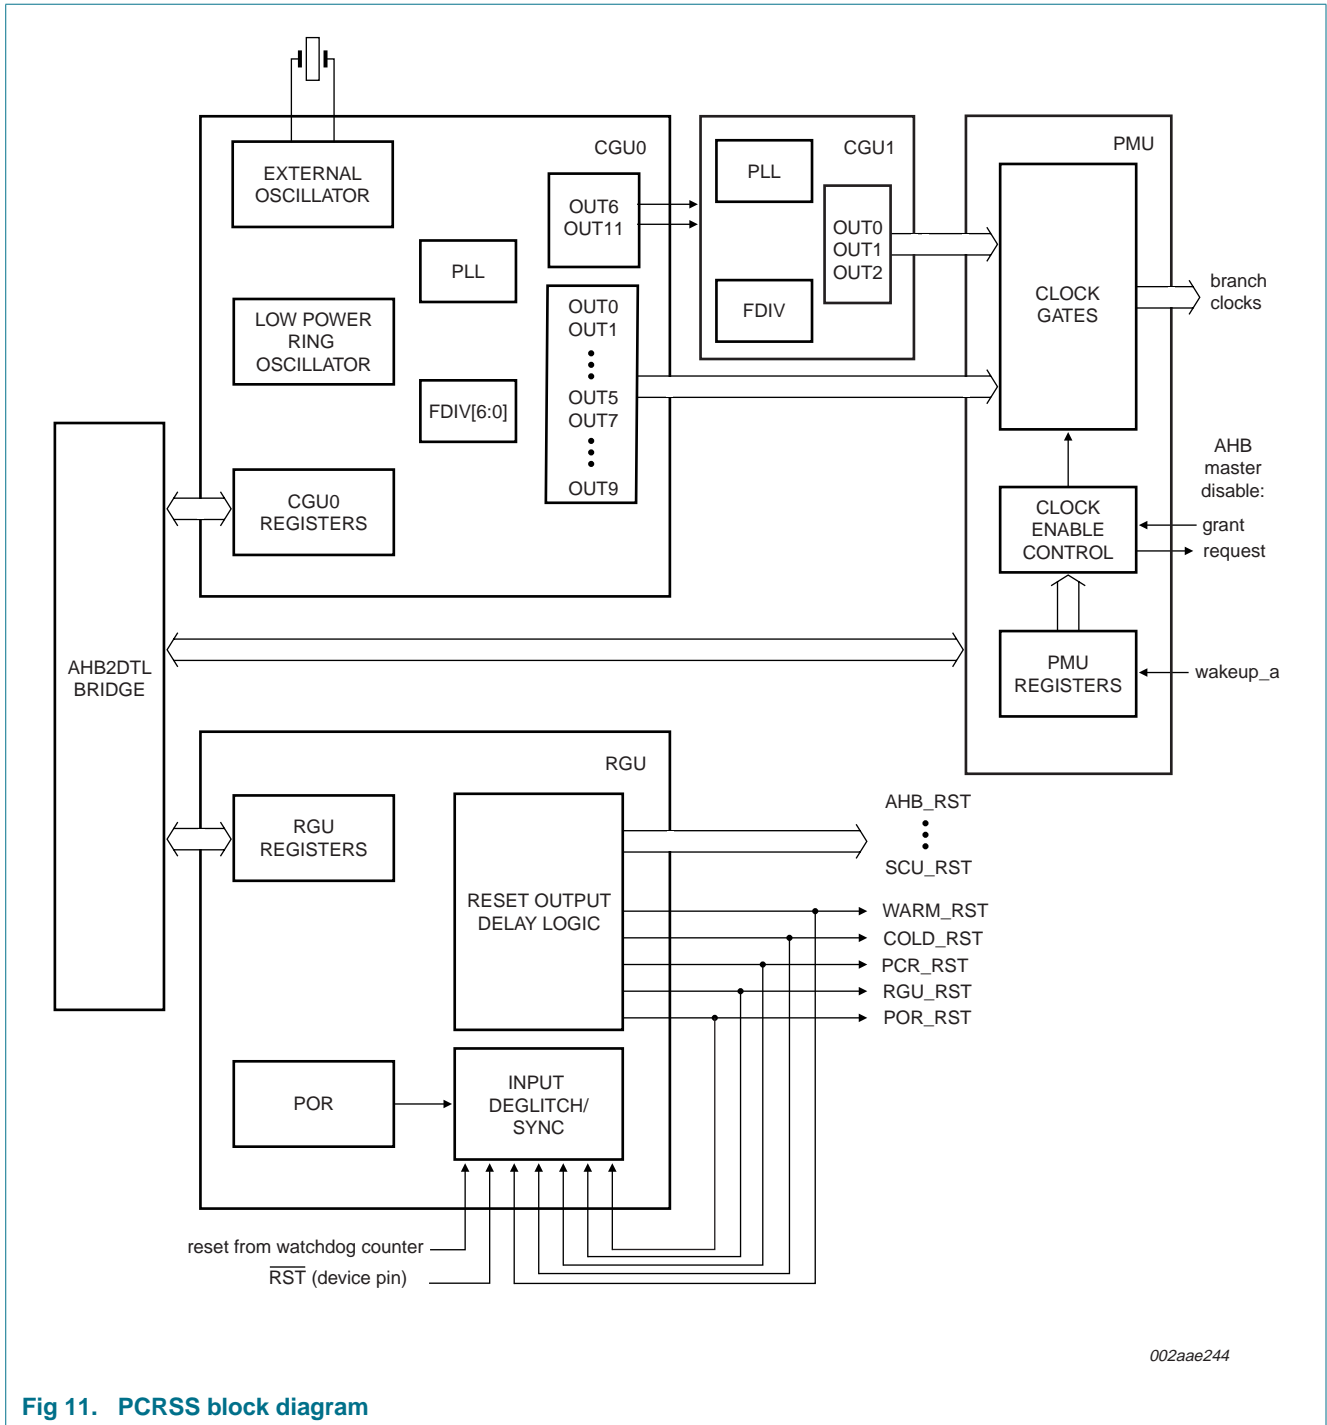 CGU0
EXTERNAL
OSCILLATOR
OUT6
OUT11
PLL
LOW POWER
RING
OSCILLATOR
OUT0
OUT1
OUT5
OUT7
OUT9
FDIV[6:0]
CGU0
REGISTERS
CGU1
PLL
OUT0
OUT1
OUT2
FDIV
PMU
CLOCK
GATES
branch
clocks
AHB
master
disable:
grant
request
CLOCK
ENABLE
CONTROL
PMU
REGISTERS
wakeup_a
AHB2DTL
BRIDGE
RGU
RGU
REGISTERS
RESET OUTPUT
DELAY LOGIC
AHB_RST
SCU_RST
WARM_RST
COLD_RST
PCR_RST
RGU_RST
POR_RST
POR
INPUT
DEGLITCH/
SYNC
reset from watchdog counter
RST (device pin)
002aae244
Fig 11. PCRSS block diagram